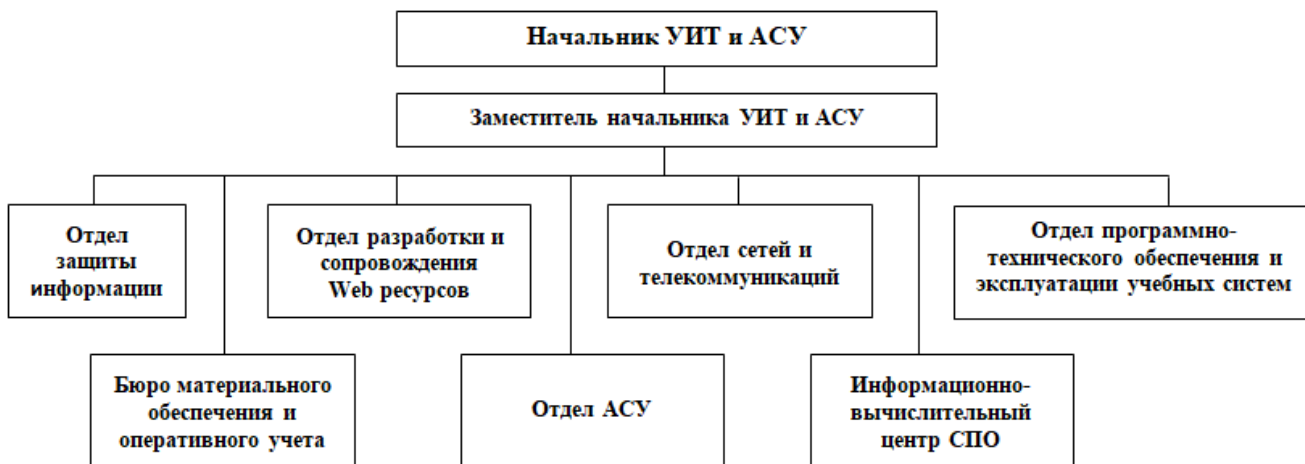 Начальник УИТ и АСУ
Заместитель начальника УИТ и АСУ
Отдел
защиты
информации
Отдел разработки и
сопровождения
Web ресурсов
Отдел сетей и
телекоммуникаций
Отдел программно-
технического обеспечения и
эксплуатации учебных систем
Бюро материального
обеспечения и
оперативного учета
Отдел АСУ
Информационно-
вычислительный
центр СПО